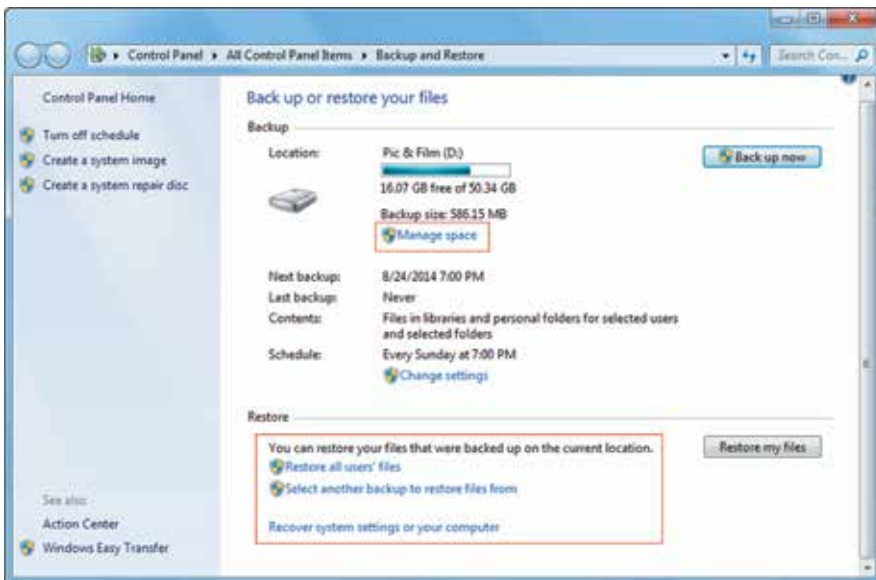 Control Panel ▸ All Control Panel Items ▸ Backup and Restore
Search Con...
Control Panel Home
Turn off schedule
Create a system image
Create a system repair disc
See also
Action Center
Windows Easy Transfer
Back up or restore your files
Backup
Location:
Pic & Film (D:)
Back up now
16.07 GB free of 50.34 GB
Backup size: 586.15 MB
Manage space
Next backup: 8/24/2014 7:00 PM
Last backup: Never
Contents: Files in libraries and personal folders for selected users
and selected folders
Schedule: Every Sunday at 7:00 PM
Change settings
Restore
You can restore your files that were backed up on the current location.
Restore my files
Restore all users' files
Select another backup to restore files from
Recover system settings or your computer